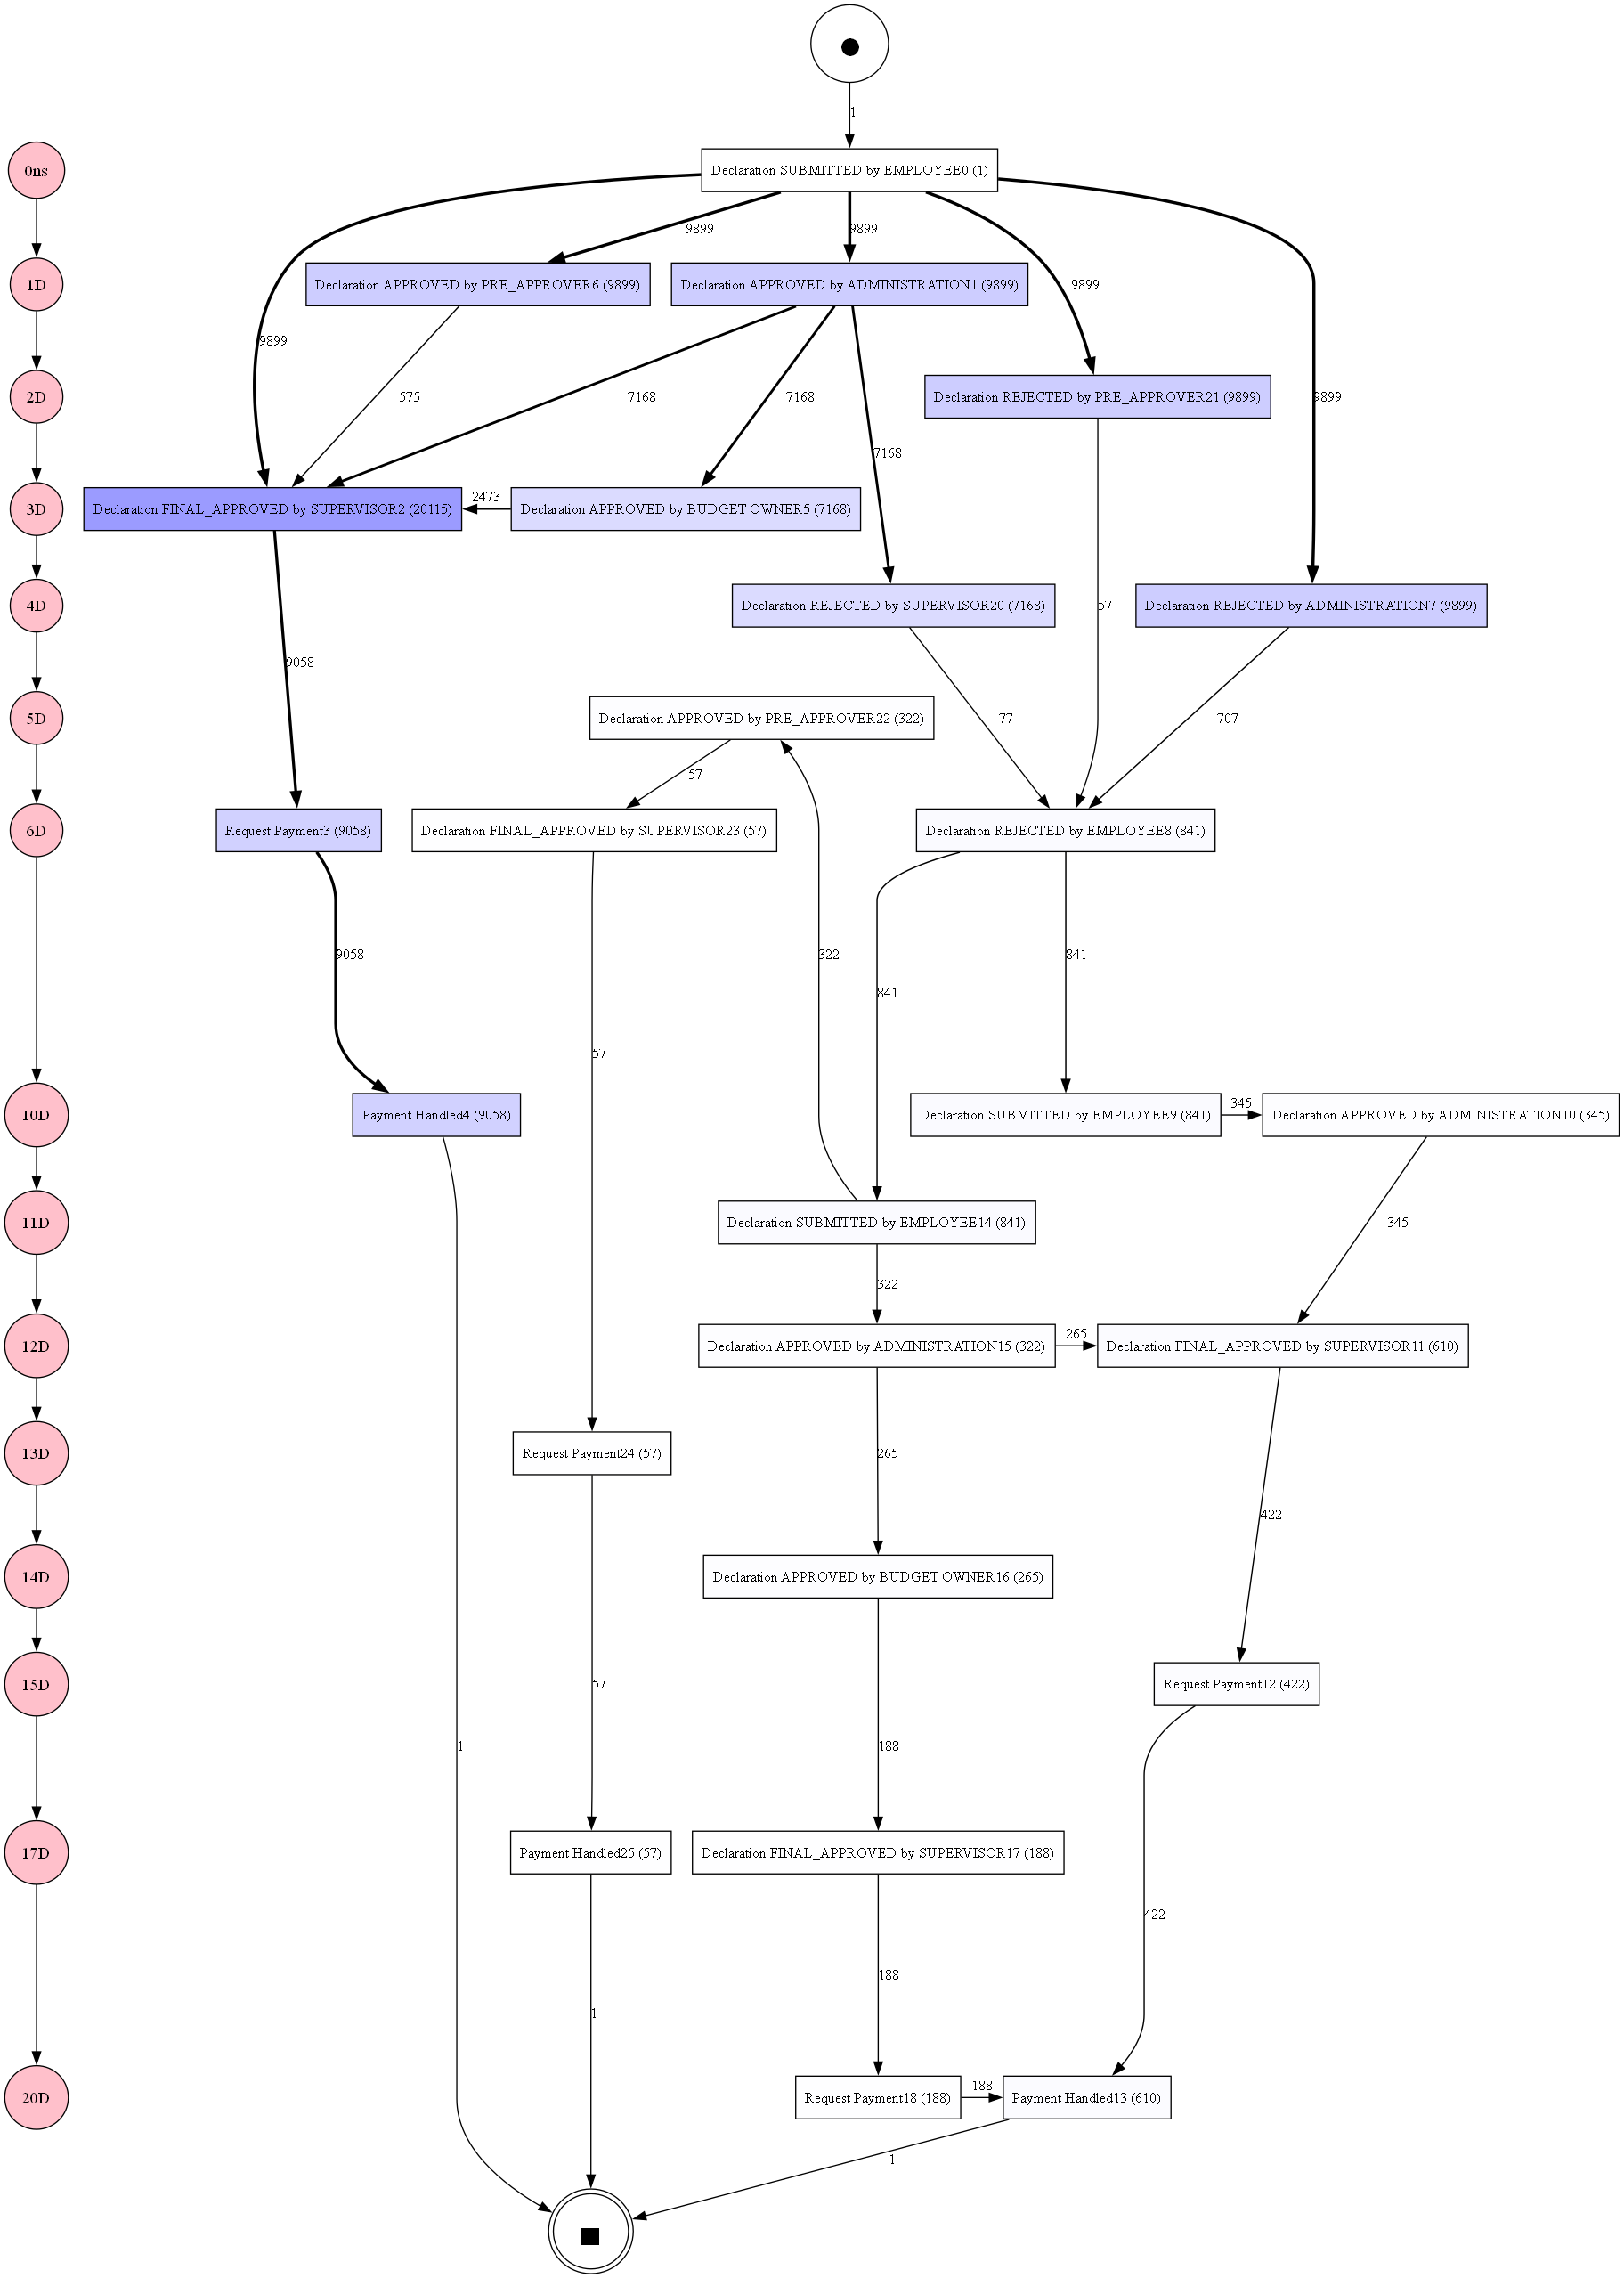 1
0ns
Declaration SUBMITTED by EMPLOYEE0 (1)
9899
9899
9899
1D
Declaration APPROVED by PRE_APPROVER6 (9899)
Declaration APPROVED by ADMINISTRATION1 (9899)
9899
575
7168
7168
9899
2D
Declaration REJECTED by PRE_APPROVER21 (9899)
7168
3D
Declaration FINAL_APPROVED by SUPERVISOR2 (20115)
2473
Declaration APPROVED by BUDGET OWNER5 (7168)
4D
Declaration REJECTED by SUPERVISOR20 (7168)
57
Declaration REJECTED by ADMINISTRATION7 (9899)
9058
5D
Declaration APPROVED by PRE_APPROVER22 (322)
77
707
57
6D
Request Payment3 (9058)
Declaration FINAL_APPROVED by SUPERVISOR23 (57)
Declaration REJECTED by EMPLOYEE8 (841)
9058
322
841
841
57
10D
Payment Handled4 (9058)
Declaration SUBMITTED by EMPLOYEE9 (841)
345
Declaration APPROVED by ADMINISTRATION10 (345)
11D
Declaration SUBMITTED by EMPLOYEE14 (841)
345
322
12D
Declaration APPROVED by ADMINISTRATION15 (322)
265
Declaration FINAL_APPROVED by SUPERVISOR11 (610)
13D
Request Payment24 (57)
265
422
14D
Declaration APPROVED by BUDGET OWNER16 (265)
15D
57
Request Payment12 (422)
1
188
17D
Payment Handled25 (57)
Declaration FINAL_APPROVED by SUPERVISOR17 (188)
422
188
1
20D
Request Payment18 (188)
188
Payment Handled13 (610)
1